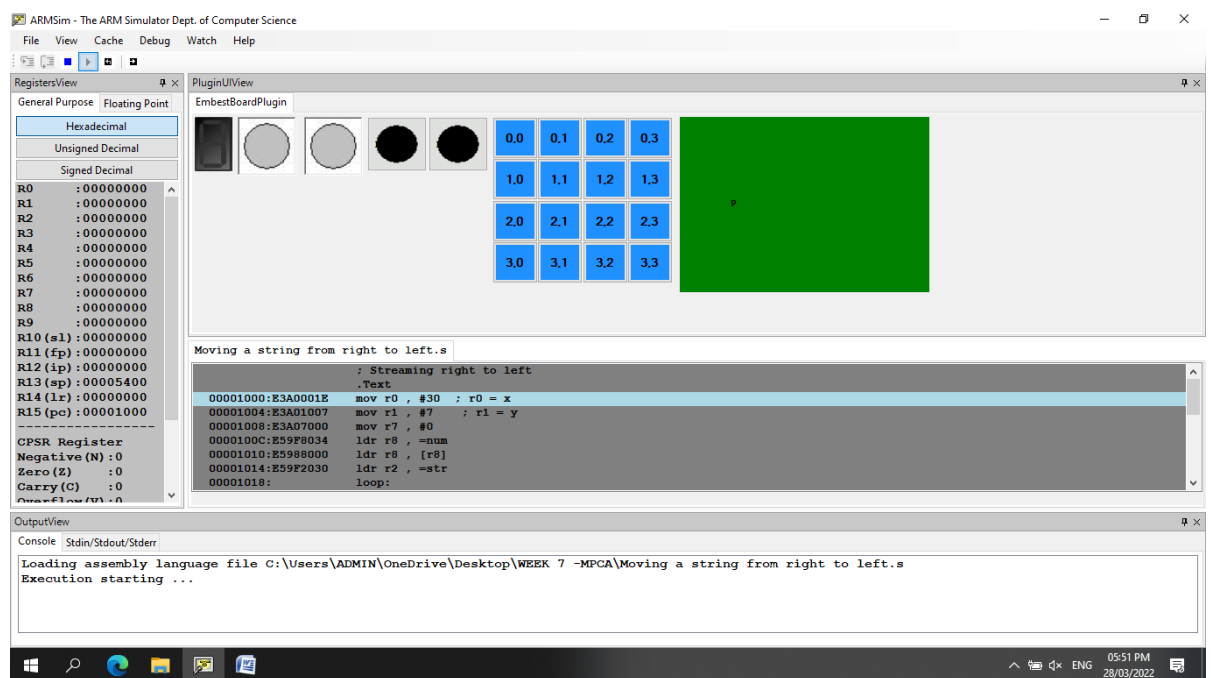 ARMSim - The ARM Simulator Dept. of Computer Science
File View Cache Debug Watch Help
RegistersView
General Purpose Floating Point
Hexadecimal
Unsigned Decimal
Signed Decimal
R0 :00000000
R1 :00000000
R2 :00000000
R3 :00000000
R4 :00000000
R5 :00000000
R6 :00000000
R7 :00000000
R8 :00000000
R9 :00000000
R10(sl):00000000
R11(fp):00000000
R12(ip):00000000
R13(sp):00005400
R14(lr):00000000
R15(pc):00001000
-----------------
CPSR Register
Negative(N):0
Zero(Z) :0
Carry(C) :0
Overflow(V):0
PluginUIView
EmbestBoardPlugin
0,0 0,1 0,2 0,3
1,0 1,1 1,2 1,3
2,0 2,1 2,2 2,3
3,0 3,1 3,2 3,3
p
Moving a string from right to left.s
; Streaming right to left
.Text
00001000:E3A0001E mov r0 , #30 ; r0 = x
00001004:E3A01007 mov r1 , #7 ; r1 = y
00001008:E3A07000 mov r7 , #0
0000100C:E59F8034 ldr r8 , =num
00001010:E5988000 ldr r8 , [r8]
00001014:E59F2030 ldr r2 , =str
00001018: loop:
OutputView
Console Stdin/Stdout/Stderr
Loading assembly language file C:\Users\ADMIN\OneDrive\Desktop\WEEK 7 -MPCA\Moving a string from right to left.s
Execution starting ...
ENG
05:51 PM
28/03/2022